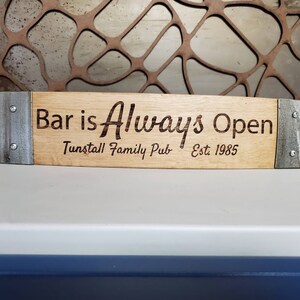 Bar is Always Open
Tunstall Family Pub Est. 1985